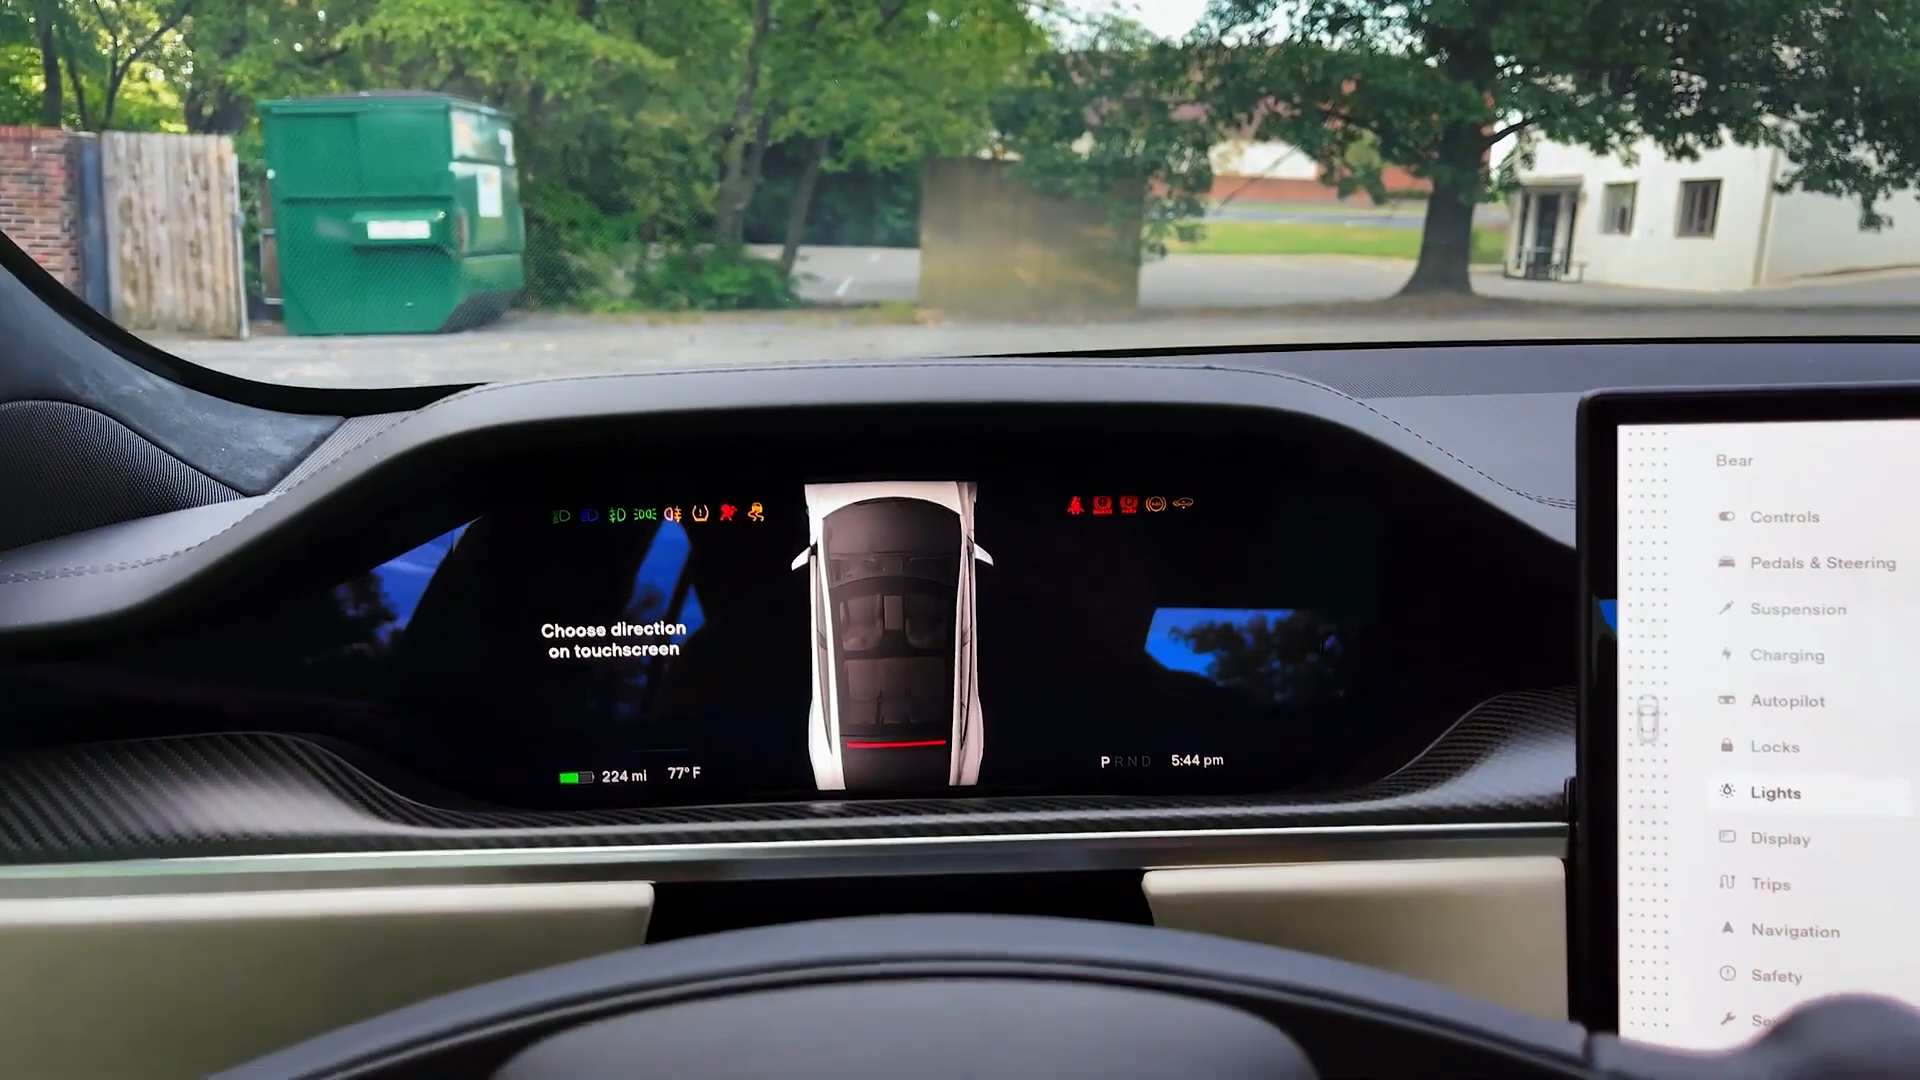 Choose direction
on touchscreen
224 mi 77°F
P R N D 5:44 pm
Bear
Controls
Pedals & Steering
Suspension
Charging
Autopilot
Locks
Lights
Display
Trips
Navigation
Safety